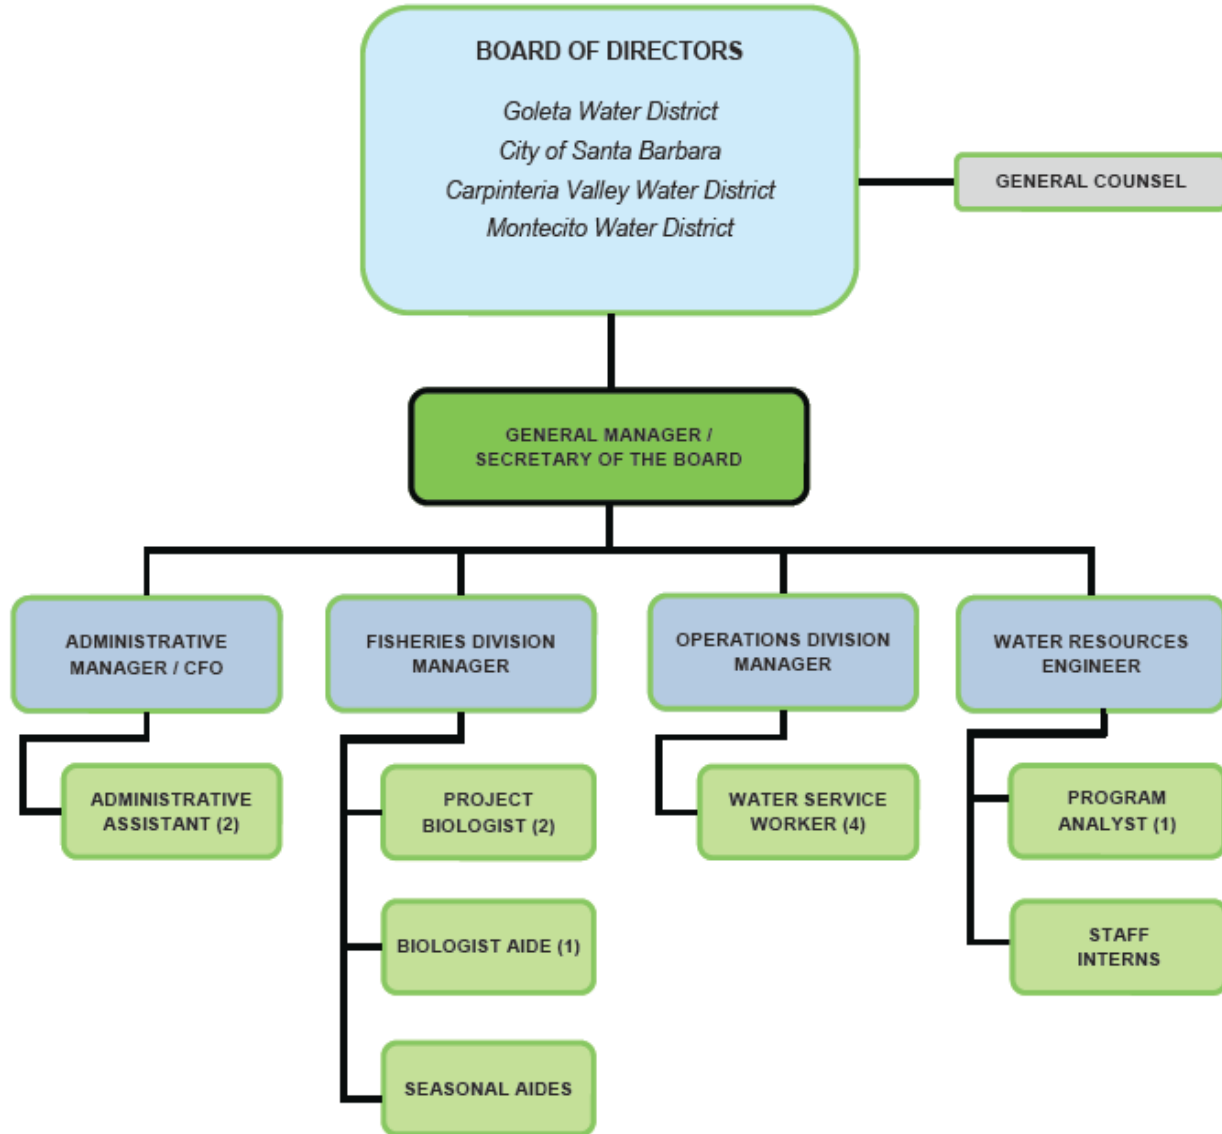 BOARD OF DIRECTORS
Goleta Water District
City of Santa Barbara
Carpinteria Valley Water District
Montecito Water District
GENERAL COUNSEL
GENERAL MANAGER /
SECRETARY OF THE BOARD
ADMINISTRATIVE
MANAGER / CFO
FISHERIES DIVISION
MANAGER
OPERATIONS DIVISION
MANAGER
WATER RESOURCES
ENGINEER
ADMINISTRATIVE
ASSISTANT (2)
PROJECT
BIOLOGIST (2)
WATER SERVICE
WORKER (4)
PROGRAM
ANALYST (1)
BIOLOGIST AIDE (1)
STAFF
INTERNS
SEASONAL AIDES